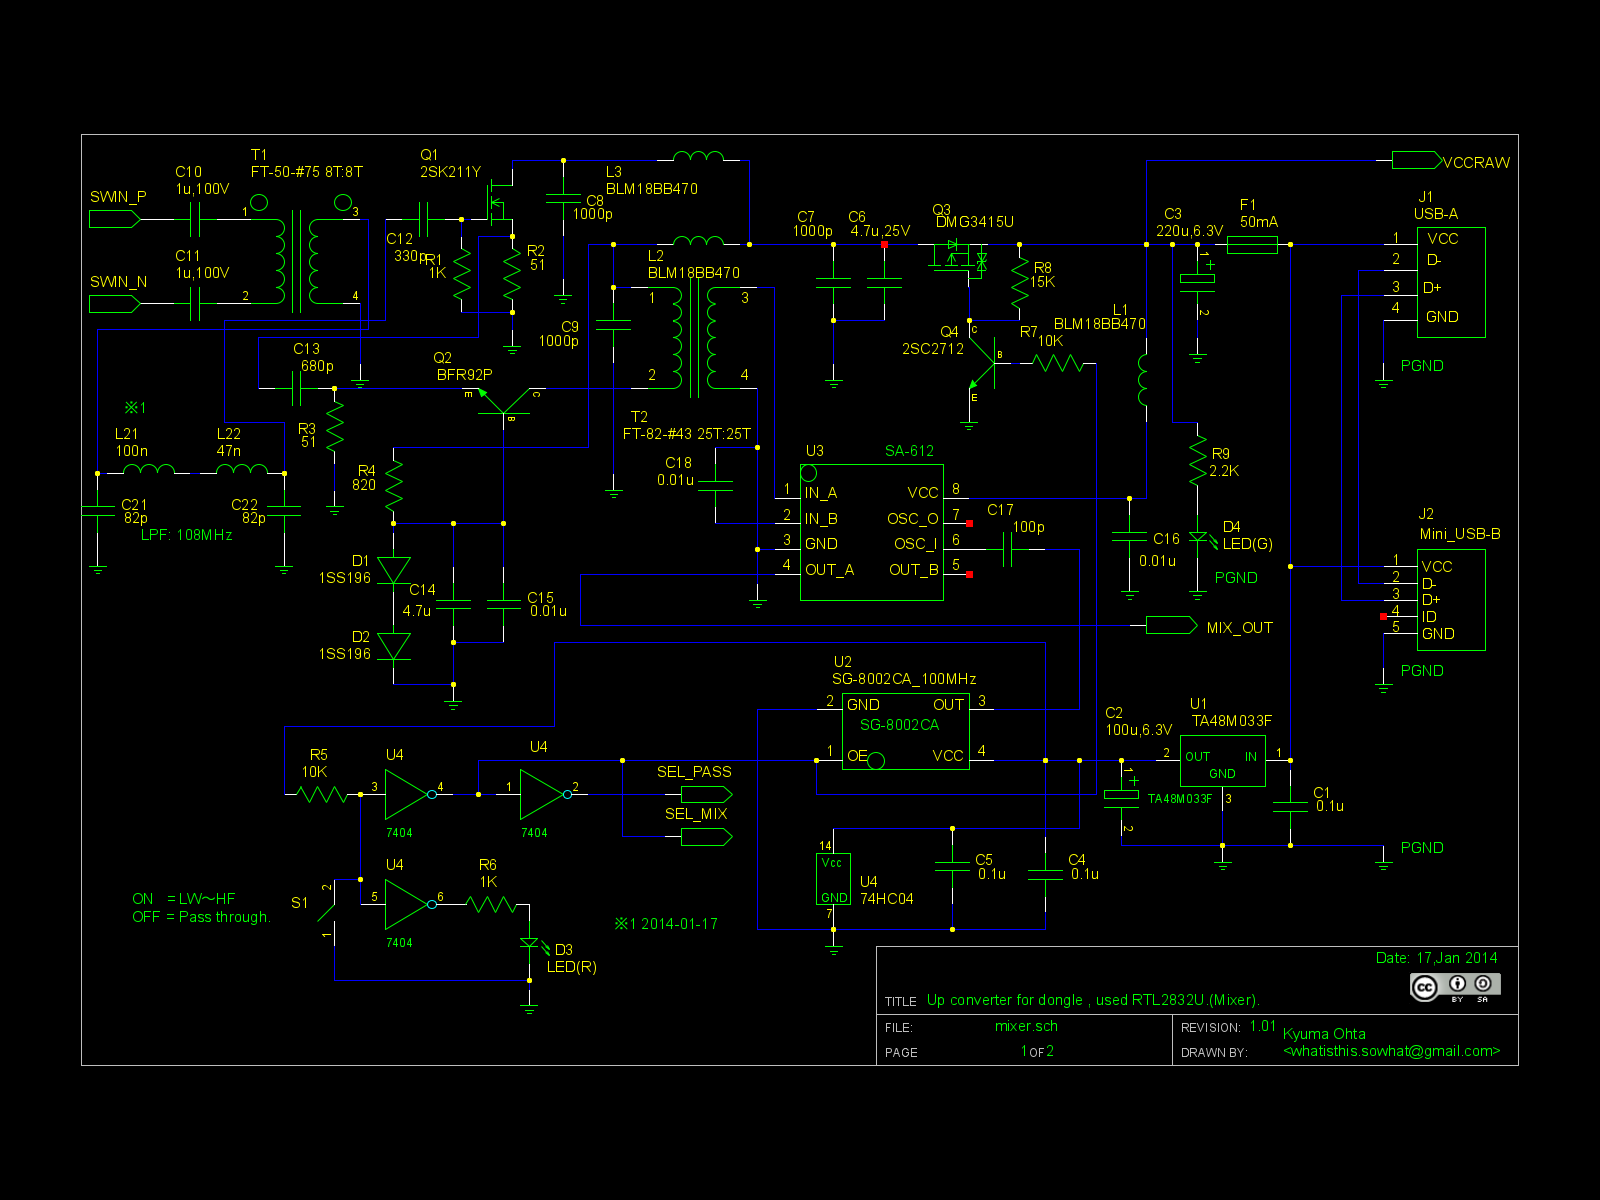 SWIN_P
C10
1u,100V
T1
FT-50-#75 8T:8T
1
3
SWIN_N
C11
1u,100V
2
4
Q1
2SK211Y
C12
330p
R1
1K
R2
51
C8
1000p
L3
BLM18BB470
L2
BLM18BB470
C9
1000p
1
3
2
4
T2
FT-82-#43 25T:25T
C7
1000p
C6
4.7u,25V
Q3
DMG3415U
R8
15K
Q4
2SC2712
C
B
E
R7
10K
L1
BLM18BB470
C3
220u,6.3V
1
+
2
F1
50mA
VCCRAW
J1
USB-A
1
VCC
2
D-
3
D+
4
GND
PGND
C13
680p
Q2
BFR92P
E
C
B
R3
51
※1
L21
100n
L22
47n
C21
82p
C22
82p
LPF: 108MHz
R4
820
D1
1SS196
D2
1SS196
C14
4.7u
C15
0.01u
C18
0.01u
U3
SA-612
1
IN_A
VCC
8
2
IN_B
OSC_O
7
3
GND
OSC_I
6
4
OUT_A
OUT_B
5
C17
100p
C16
0.01u
R9
2.2K
D4
LED(G)
PGND
MIX_OUT
J2
Mini_USB-B
1
VCC
2
D-
3
D+
4
ID
5
GND
PGND
U2
SG-8002CA_100MHz
2
GND
OUT
3
SG-8002CA
1
OE
VCC
4
C2
100u,6.3V
1
+
2
U1
TA48M033F
2
OUT
IN
1
GND
TA48M033F
3
C1
0.1u
PGND
R5
10K
U4
3
4
7404
U4
1
2
7404
SEL_PASS
SEL_MIX
U4
5
6
7404
R6
1K
S1
2
1
D3
LED(R)
ON = LW～HF
OFF = Pass through.
※1 2014-01-17
14
Vcc
GND
7
U4
74HC04
C5
0.1u
C4
0.1u
Date: 17,Jan 2014
cc
BY SA
TITLE Up converter for dongle , used RTL2832U.(Mixer).
FILE: mixer.sch
REVISION: 1.01
PAGE 1 OF 2
DRAWN BY: Kyuma Ohta
<whatisthis.sowhat@gmail.com>